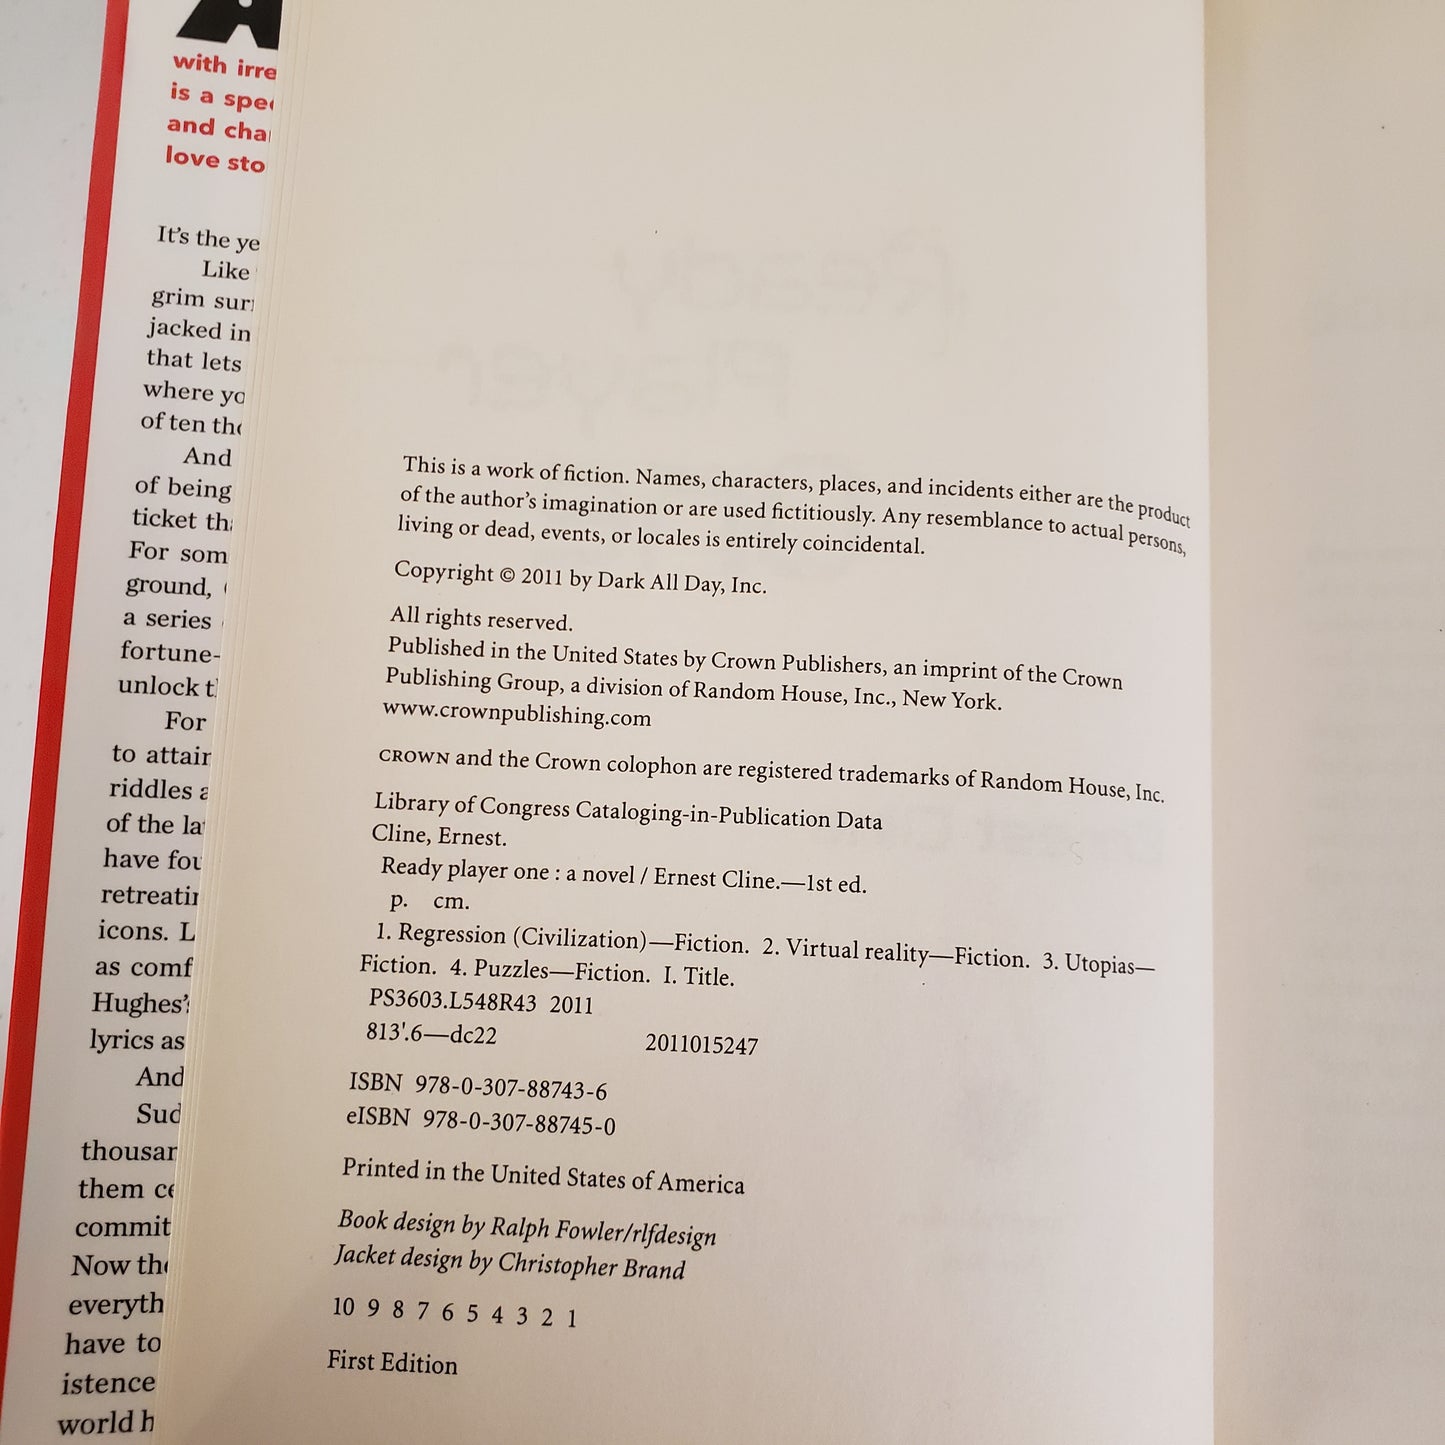 with irre
is a spe
and cha
love sto
It's the ye
Like
grim sur
jacked in
that lets
where yo
of ten
And
of being
ticket
For som
ground,
a series
fortune-
unlock
For
to attain
riddles a
of the
have fou
retreatin
icons. L
as comf
Hughes's
lyrics as
And
Sud
thousan
them ce
commit
Now
everyth
have to
istence
world h
This is a work of fiction. Names, characters, places, and incidents either are the product
of the author's imagination or are used fictitiously. Any resemblance to actual persons,
living or dead, events, or locales is entirely coincidental.
Copyright © 2011 by Dark All Day, Inc.
All rights reserved.
Published in the United States by Crown Publishers, an imprint of the Crown
Publishing Group, a division of Random House, Inc., New York.
www.crownpublishing.com
CROWN and the Crown colophon are registered trademarks of Random House, Inc.
Library of Congress Cataloging-in-Publication Data
Cline, Ernest.
Ready player one : a novel / Ernest Cline.—1st ed.
p. cm.
1. Regression (Civilization)—Fiction. 2. Virtual reality—Fiction. 3. Utopias—
Fiction. 4. Puzzles—Fiction. I. Title.
PS3603.L548R43 2011
813'.6—dc22 2011015247
ISBN 978-0-307-88743-6
eISBN 978-0-307-88745-0
Printed in the United States of America
Book design by Ralph Fowler/rlfdesign
Jacket design by Christopher Brand
10 9 8 7 6 5 4 3 2 1
First Edition